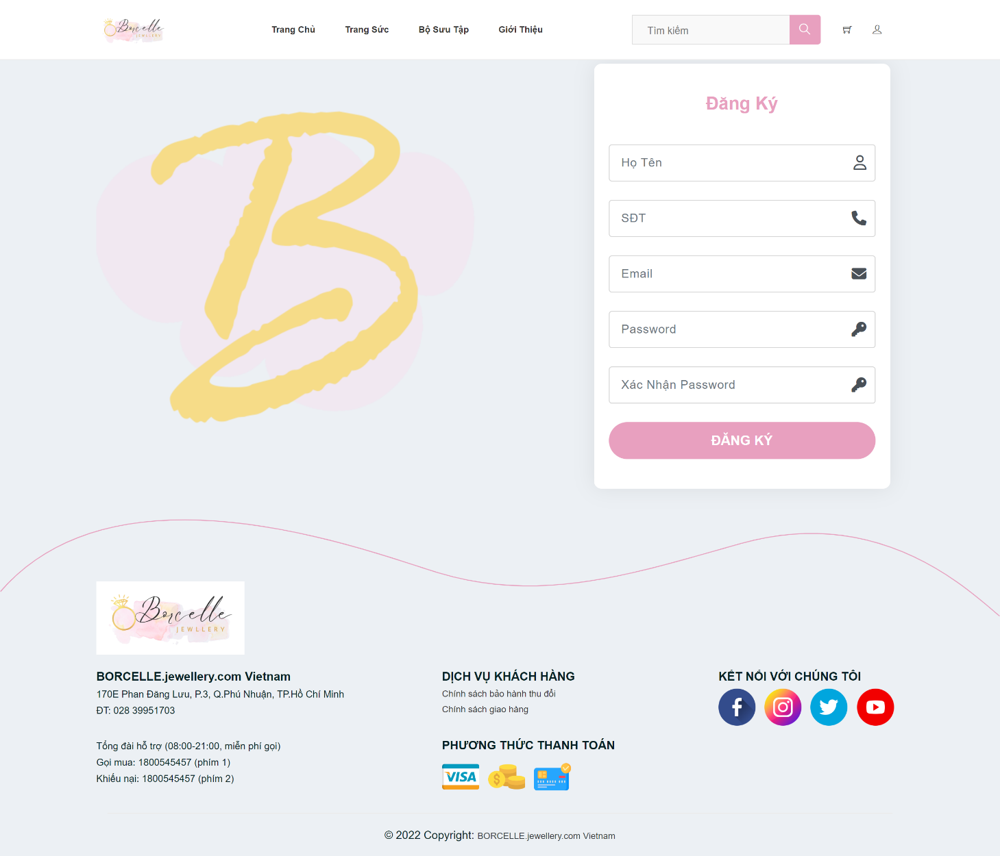 Borcelle
JEWLLERY
Trang Chủ
Trang Sức
Bộ Sưu Tập
Giới Thiệu
Tìm kiếm
Đăng Ký
Họ Tên
SĐT
Email
Password
Xác Nhận Password
ĐĂNG KÝ
B
Borcelle
JEWLLERY
BORCELLE.jewellery.com Vietnam
170E Phan Đăng Lưu, P.3, Q.Phú Nhuận, TP.Hồ Chí Minh
ĐT: 028 39951703
Tổng đài hỗ trợ (08:00-21:00, miễn phí gọi)
Gọi mua: 1800545457 (phím 1)
Khiếu nại: 1800545457 (phím 2)
DỊCH VỤ KHÁCH HÀNG
Chính sách bảo hành thu đổi
Chính sách giao hàng
PHƯƠNG THỨC THANH TOÁN
VISA
KẾT NỐI VỚI CHÚNG TÔI
© 2022 Copyright: BORCELLE.jewellery.com Vietnam